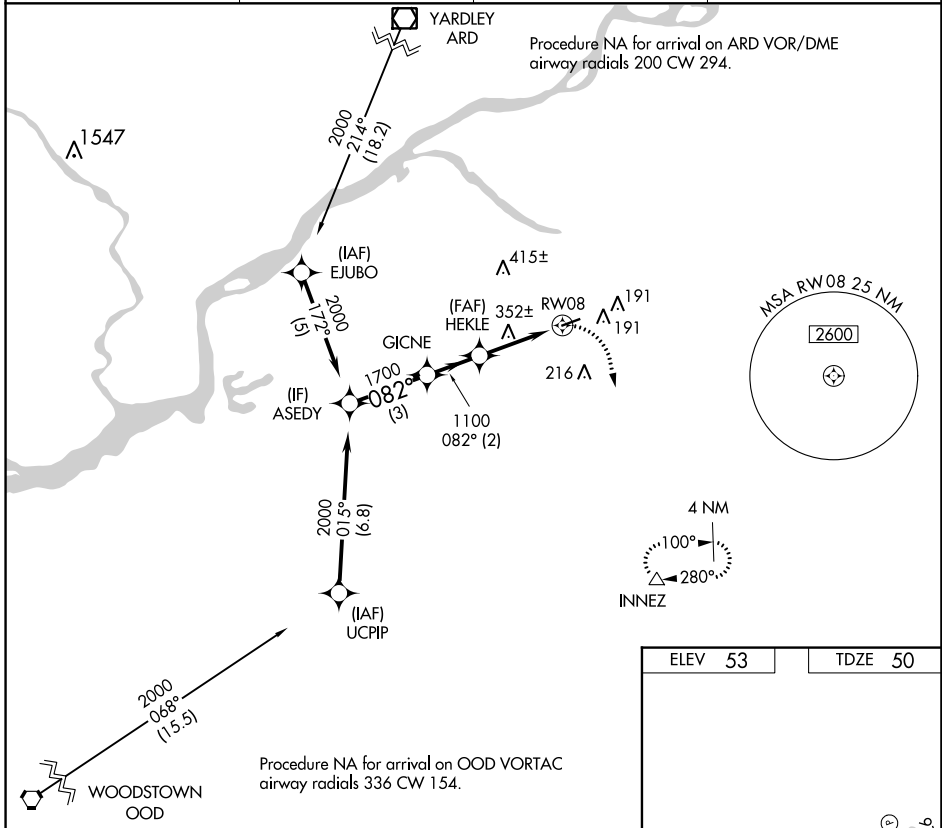 YARDLEY
ARD
Procedure NA for arrival on ARD VOR/DME
airway radials 200 CW 294.
1547
2000
214°
(18.2)
(IAF)
EJUBO
415±
2000
172°
(5)
(FAF)
HEKLE
352±
RW08
191
191
MSA RW08 25 NM
2600
GICNE
216
1700
082°
(3)
(IF)
ASEDY
1100
082° (2)
2000
015°
(6.8)
4 NM
100°
280°
INNEZ
(IAF)
UCPIP
ELEV 53
TDZE 50
2000
068°
(15.5)
Procedure NA for arrival on OOD VORTAC
airway radials 336 CW 154.
WOODSTOWN
OOD
P